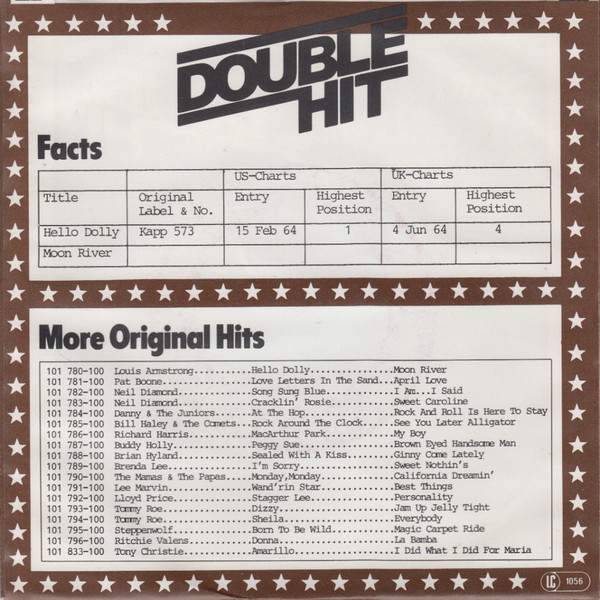 DOUBLE
HIT
Facts
US-Charts UK-Charts
Title Original Label & No. Entry Highest Position Entry Highest Position
Hello Dolly Kapp 573 15 Feb 64 1 4 Jun 64 4
Moon River
More Original Hits
101 780-100 Louis Armstrong..............Hello Dolly..............Moon River
101 781-100 Pat Boone....................Love Letters In The Sand...April Love
101 782-100 Neil Diamond.................Song Sung Blue...........I Am...I Said
101 783-100 Neil Diamond.................Cracklin' Rosie..........Sweet Caroline
101 784-100 Danny & The Juniors..........At The Hop...............Rock And Roll Is Here To Stay
101 785-100 Bill Haley & The Comets...Rock Around The Clock....See You Later Alligator
101 786-100 Richard Harris...............MacArthur Park...........My Boy
101 787-100 Buddy Holly..................Peggy Sue................Brown Eyed Handsome Man
101 788-100 Brian Hyland.................Sealed With A Kiss.......Ginny Come Lately
101 789-100 Brenda Lee...................I'm Sorry................Sweet Nothin's
101 790-100 The Mamas & The Papas....Monday,Monday............California Dreamin'
101 791-100 Lee Marvin...................Wand'rin Star............Best Things
101 792-100 Lloyd Price..................Stagger Lee..............Personality
101 793-100 Tommy Roe....................Dizzy....................Jam Up Jelly Tight
101 794-100 Tommy Roe....................Sheila...................Everybody
101 795-100 Steppenwolf..................Born To Be Wild..........Magic Carpet Ride
101 796-100 Ritchie Valens...............Donna....................La Bamba
101 833-100 Tony Christie................Amarillo.................I Did What I Did For Maria
LC 1056